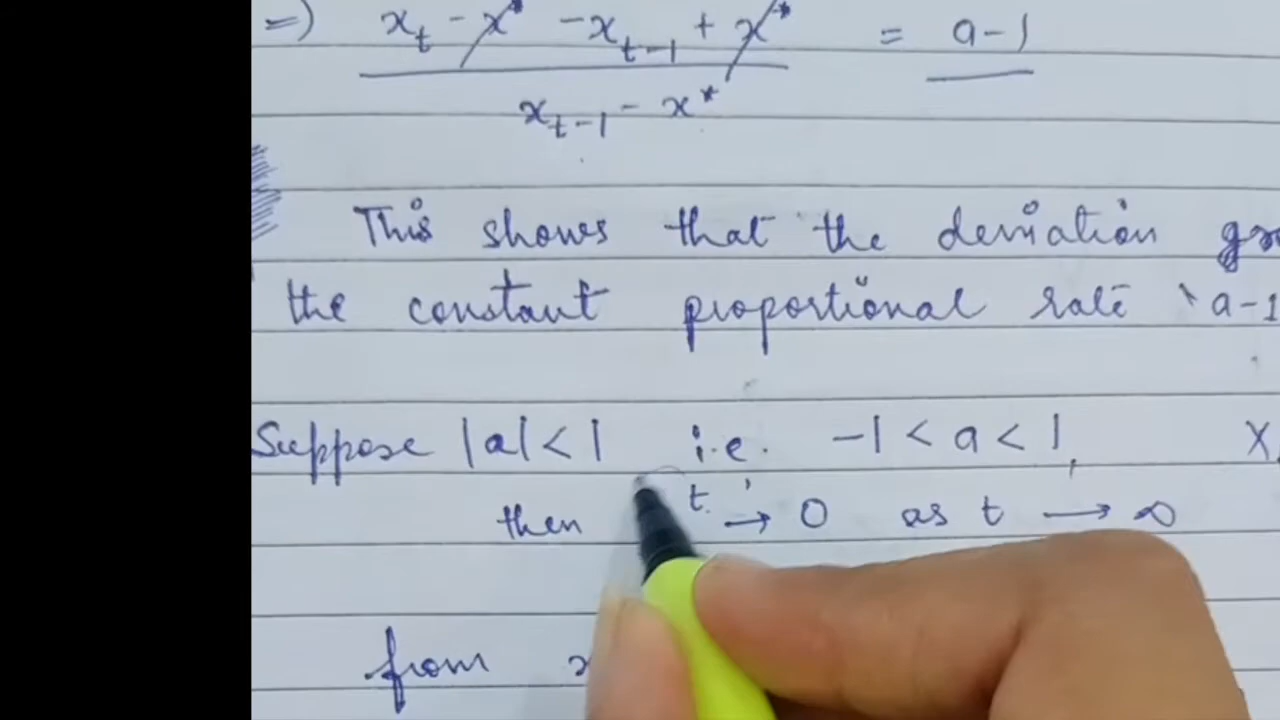 =) x_t - x* - x_{t-1} + x* = a-1
x_{t-1} - x*
This shows that the deviation
the constant proportional rate 'a-1
Suppose |a| < 1 i.e. -1 < a < 1,
then t → 0 as t → ∞
from